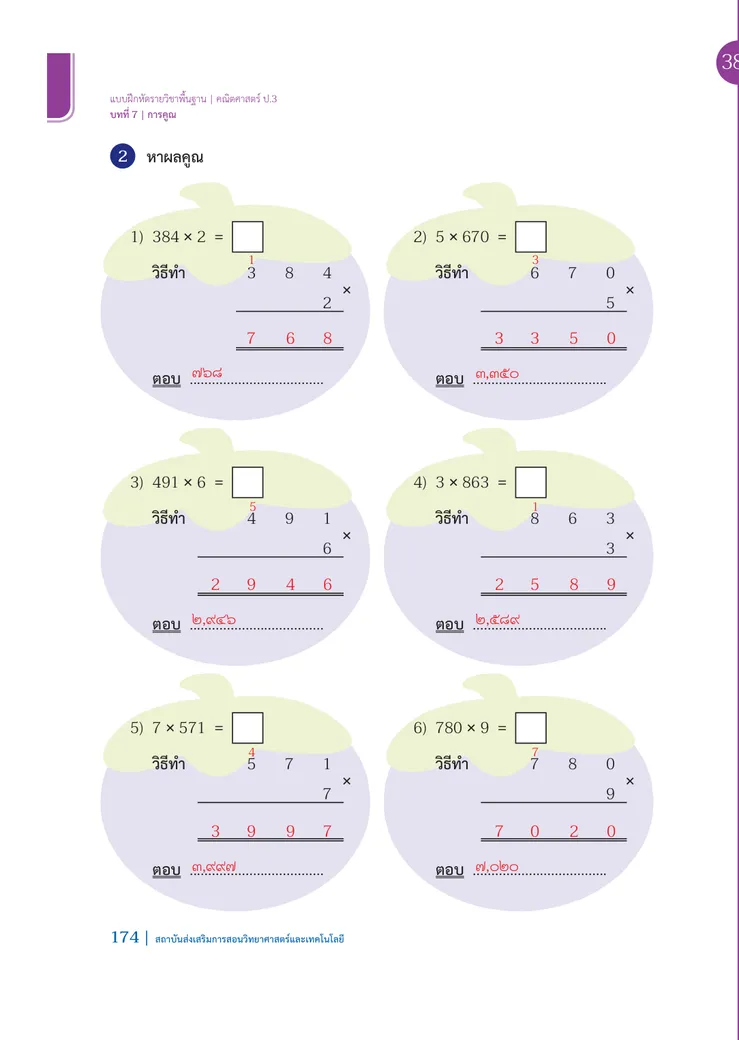 38
แบบฝึกหัดรายวิชาพื้นฐาน | คณิตศาสตร์ ป.3
บทที่ 7 | การคูณ
2 หาผลคูณ
1) 384 × 2 =
1
วิธีทำ 3 8 4
×
2
7 6 8
ตอบ ๗๖๘
2) 5 × 670 =
3
วิธีทำ 6 7 0
×
5
3 3 5 0
ตอบ ๓,๓๕๐
3) 491 × 6 =
5
วิธีทำ 4 9 1
×
6
2 9 4 6
ตอบ ๒,๙๔๖
4) 3 × 863 =
1
วิธีทำ 8 6 3
×
3
2 5 8 9
ตอบ ๒,๕๘๙
5) 7 × 571 =
4
วิธีทำ 5 7 1
×
7
3 9 9 7
ตอบ ๓,๙๙๗
6) 780 × 9 =
7
วิธีทำ 7 8 0
×
9
7 0 2 0
ตอบ ๗,๐๒๐
174 | สถาบันส่งเสริมการสอนวิทยาศาสตร์และเทคโนโลยี